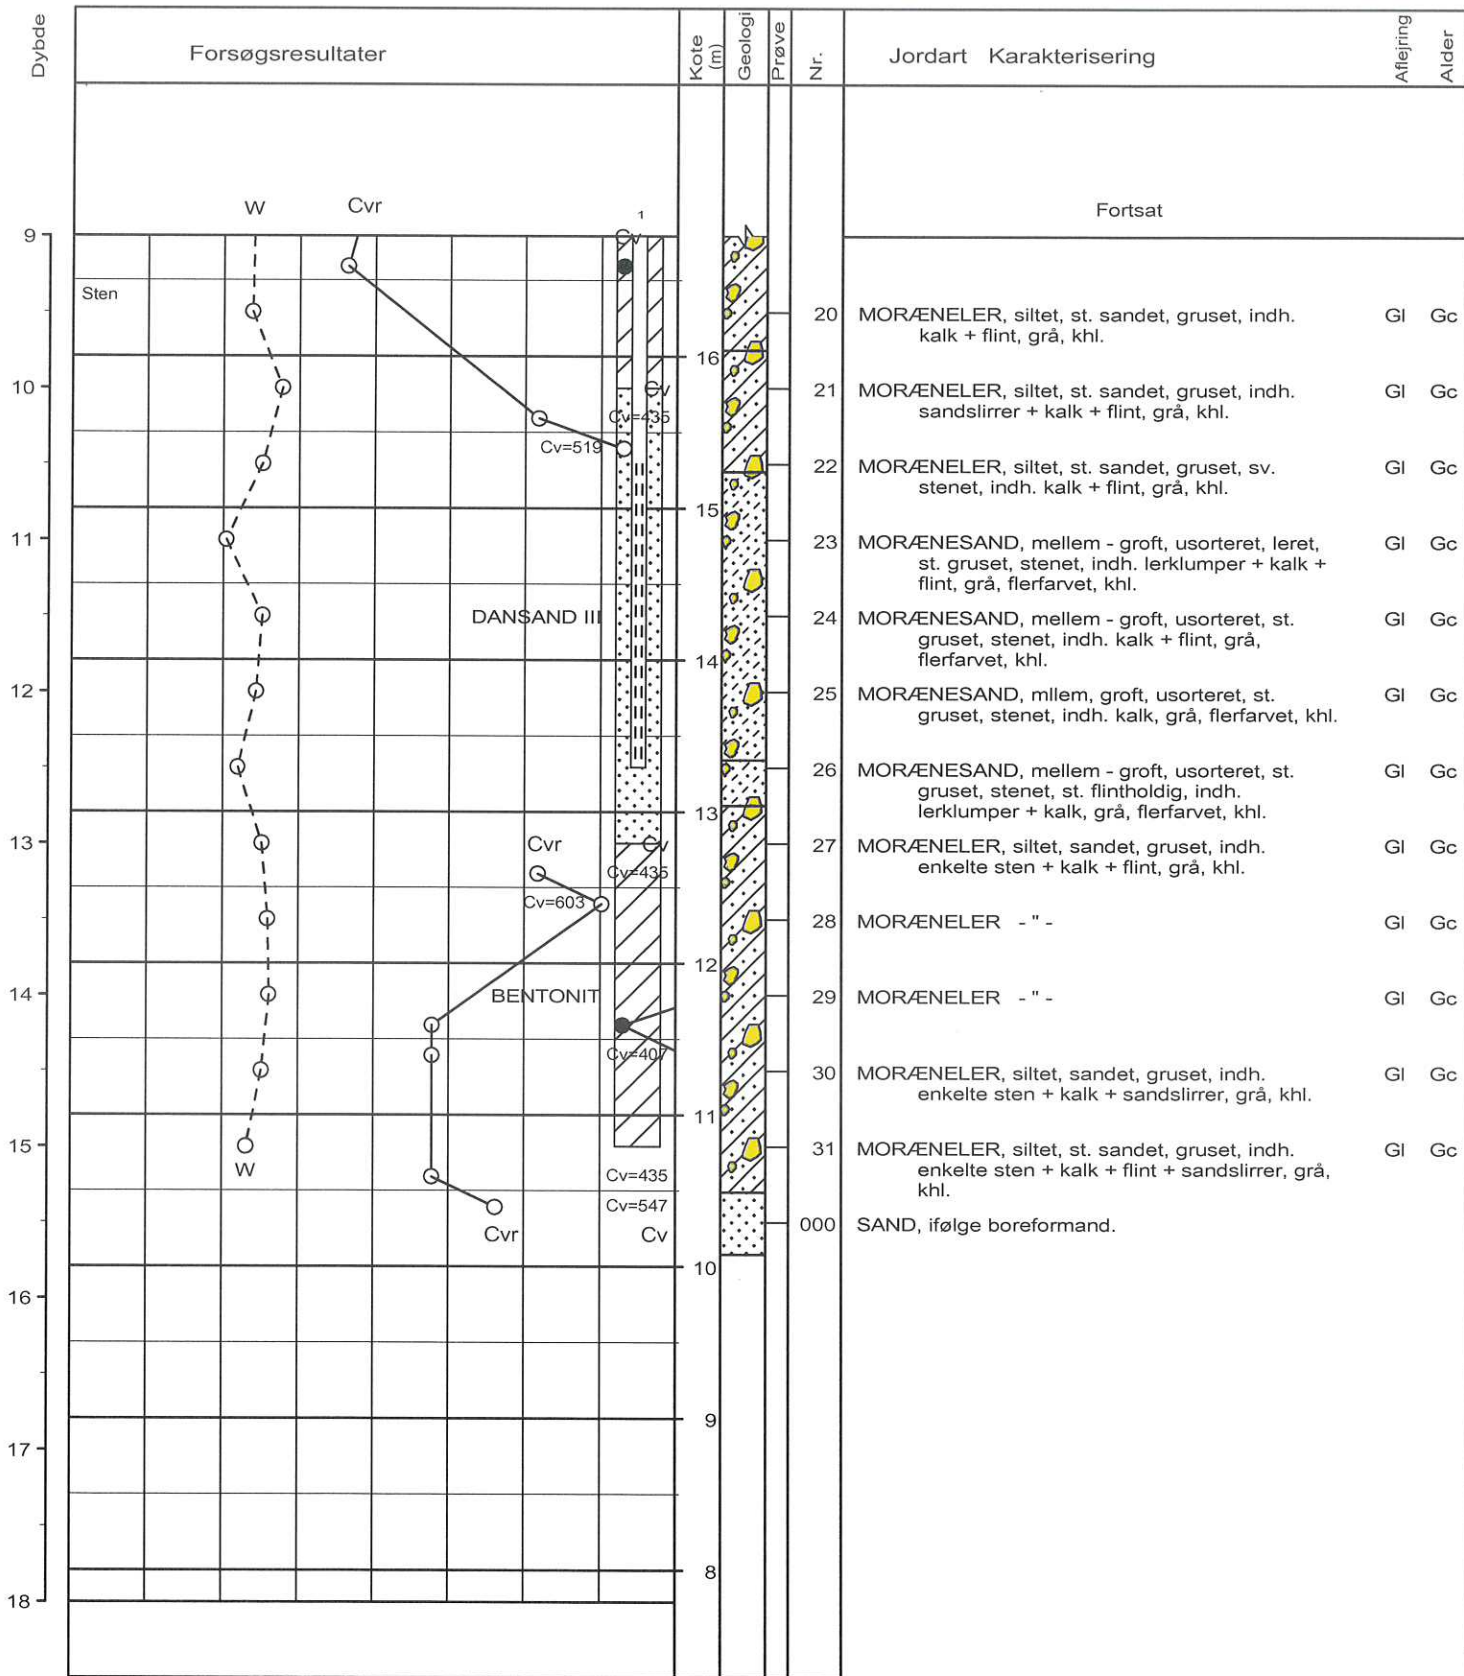 Dybde
Forsøgsresultater
Kote (m)
Geologi
Prøve
Nr.
Jordart Karakterisering
Aflejring
Alder
Fortsat
W
Cvr
1
Cv
9
Sten
20 MORÆNELER, siltet, st. sandet, gruset, indh. Gl Gc
kalk + flint, grå, khl.
16
10
Cv
21 MORÆNELER, siltet, st. sandet, gruset, indh. Gl Gc
sandslirrer + kalk + flint, grå, khl.
Cv=435
Cv=519
22 MORÆNELER, siltet, st. sandet, gruset, sv. Gl Gc
stenet, indh. kalk + flint, grå, khl.
15
11
23 MORÆNESAND, mellem - groft, usorteret, leret, Gl Gc
st. gruset, stenet, indh. lerklumper + kalk +
flint, grå, flerfarvet, khl.
DANSAND III
24 MORÆNESAND, mellem - groft, usorteret, st. Gl Gc
gruset, stenet, indh. kalk + flint, grå,
flerfarvet, khl.
14
12
25 MORÆNESAND, mllem, groft, usorteret, st. Gl Gc
gruset, stenet, indh. kalk, grå, flerfarvet, khl.
26 MORÆNESAND, mellem - groft, usorteret, st. Gl Gc
gruset, stenet, st. flintholdig, indh.
lerklumper + kalk, grå, flerfarvet, khl.
13
13
Cvr
Cv
27 MORÆNELER, siltet, sandet, gruset, indh. Gl Gc
enkelte sten + kalk + flint, grå, khl.
Cv=435
Cv=603
28 MORÆNELER - " - Gl Gc
12
14
BENTONIT
29 MORÆNELER - " - Gl Gc
Cv=407
30 MORÆNELER, siltet, sandet, gruset, indh. Gl Gc
enkelte sten + kalk + sandslirrer, grå, khl.
11
15
W
31 MORÆNELER, siltet, st. sandet, gruset, indh. Gl Gc
enkelte sten + kalk + flint + sandslirrer, grå,
khl.
Cv=435
Cv=547
Cvr
Cv
000 SAND, ifølge boreformand.
10
16
9
17
8
18